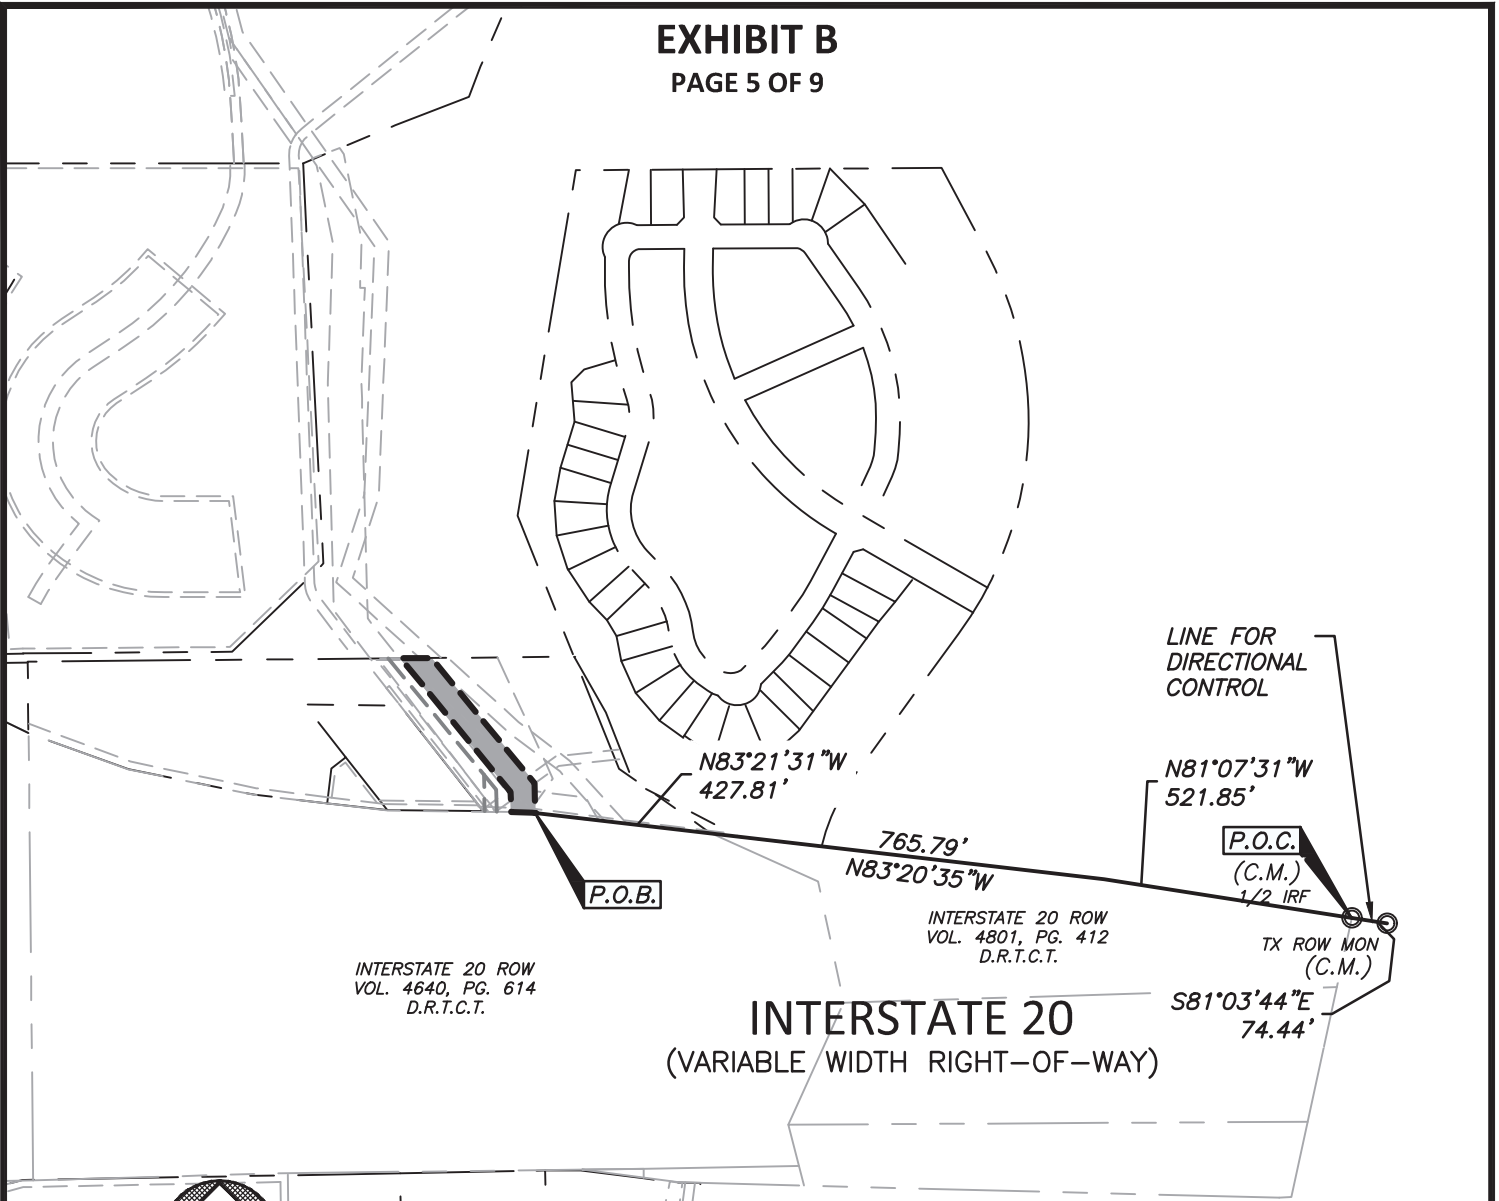 EXHIBIT B
PAGE 5 OF 9
LINE FOR
DIRECTIONAL
CONTROL
N83°21'31"W
427.81'
N81°07'31"W
521.85'
765.79'
N83°20'35"W
P.O.C.
(C.M.)
1/2 IRF
P.O.B.
INTERSTATE 20 ROW
VOL. 4801, PG. 412
D.R.T.C.T.
TX ROW MON
(C.M.)
INTERSTATE 20 ROW
VOL. 4640, PG. 614
D.R.T.C.T.
S81°03'44"E
74.44'
INTERSTATE 20
(VARIABLE WIDTH RIGHT-OF-WAY)